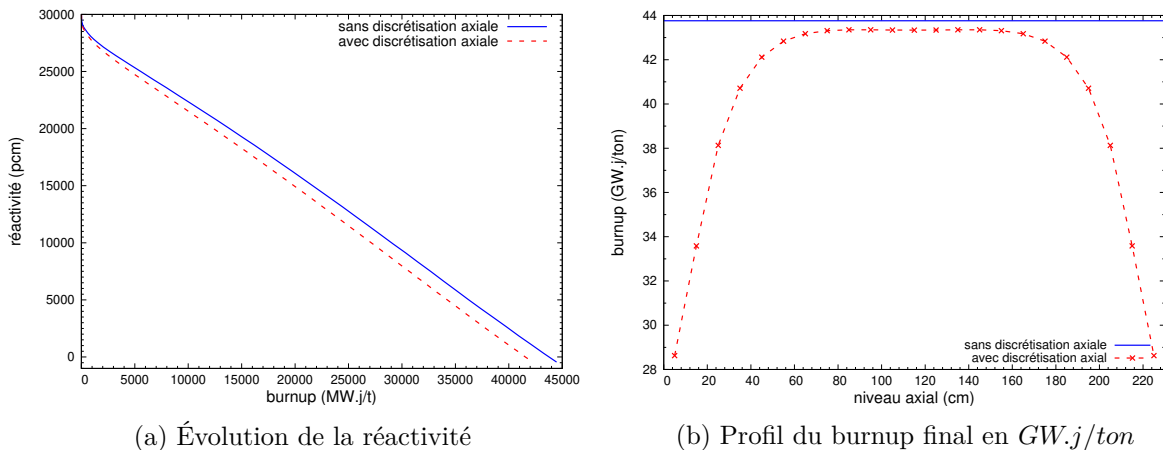 30000
25000
20000
15000
10000
5000
0
réactivité (pcm)
sans discrétisation axiale
avec discrétisation axiale
0 5000 10000 15000 20000 25000 30000 35000 40000 45000
burnup (MW.j/t)
(a) Évolution de la réactivité
44
42
40
38
36
34
32
30
28
burnup (GW.j/ton)
sans discrétisation axiale
avec discrétisation axial
0 20 40 60 80 100 120 140 160 180 200 220
niveau axial (cm)
(b) Profil du burnup final en GW.j/ton